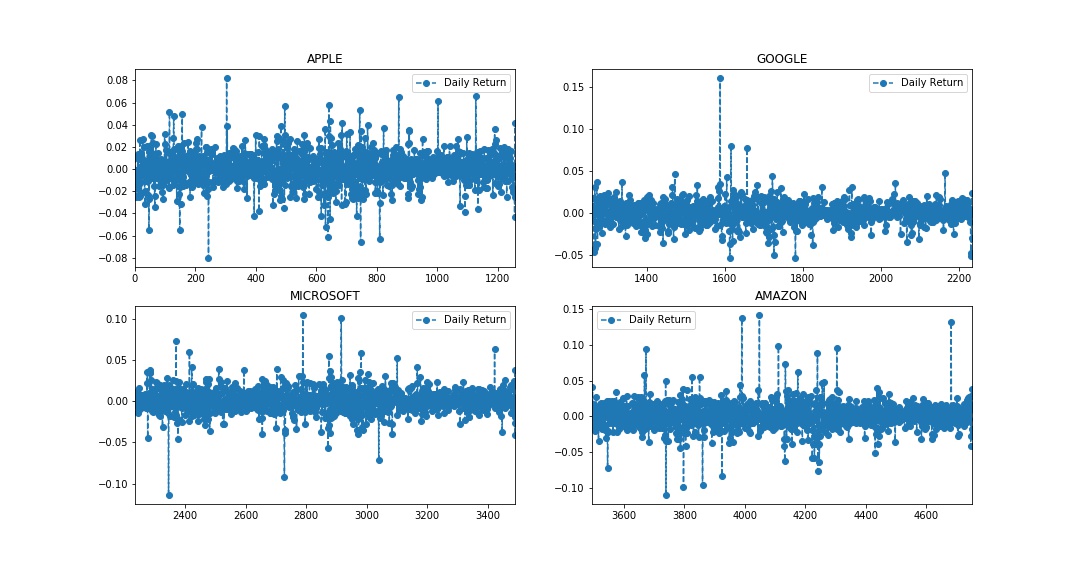 APPLE
Daily Return
0.08
0.06
0.04
0.02
0.00
−0.02
−0.04
−0.06
−0.08
0 200 400 600 800 1000 1200
GOOGLE
Daily Return
0.15
0.10
0.05
0.00
−0.05
1400 1600 1800 2000 2200
MICROSOFT
Daily Return
0.10
0.05
0.00
−0.05
−0.10
2400 2600 2800 3000 3200 3400
AMAZON
Daily Return
0.15
0.10
0.05
0.00
−0.05
−0.10
3600 3800 4000 4200 4400 4600